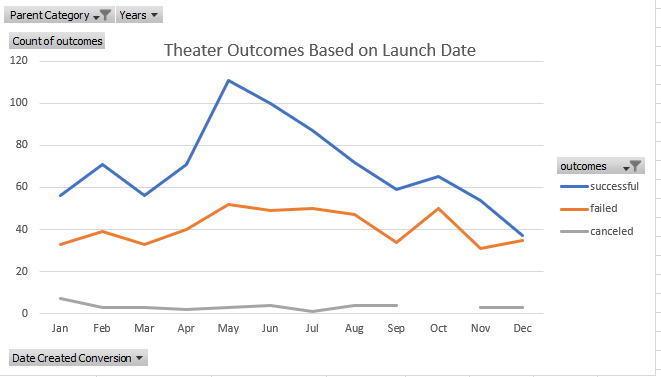 Parent Category Years
Count of outcomes
Theater Outcomes Based on Launch Date
120
100
80
60
40
20
0
Jan Feb Mar Apr May Jun Jul Aug Sep Oct Nov Dec
outcomes
successful
failed
canceled
Date Created Conversion